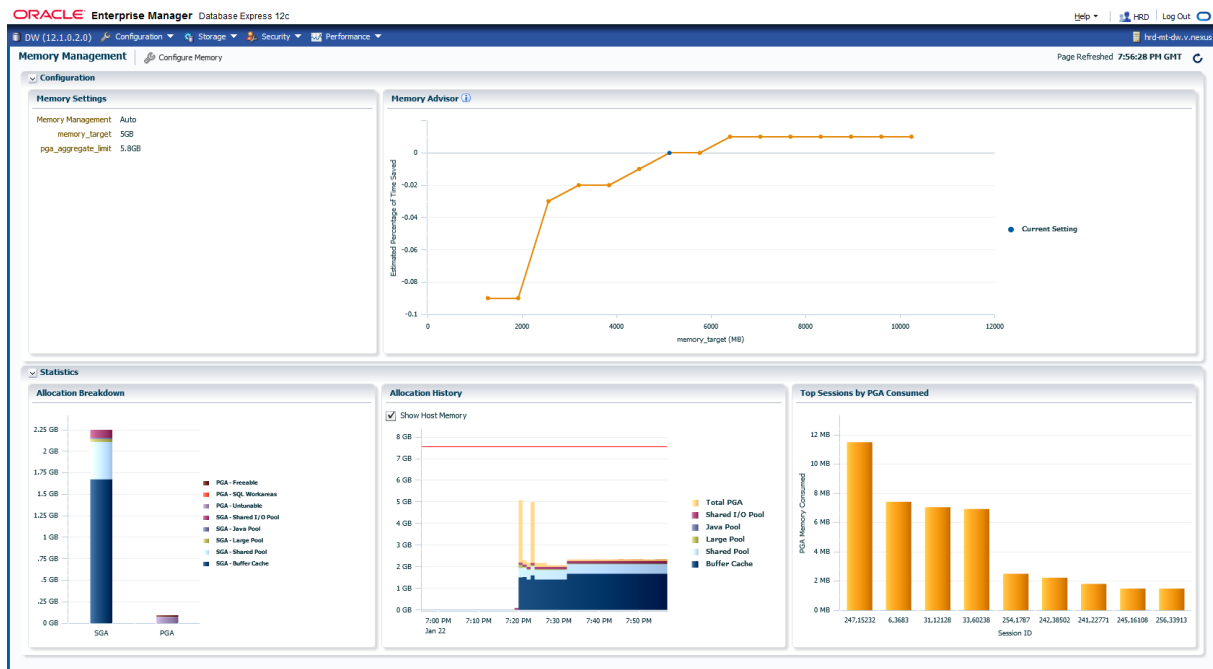 ORACLE Enterprise Manager Database Express 12c
Help HRD Log Out
DW (12.1.0.2.0) Configuration Storage Security Performance hrd-mt-dw.v.nexus
Memory Management Configure Memory Page Refreshed 7:56:28 PM GMT
Configuration
Memory Settings
Memory Management Auto
memory_target 5GB
pga_aggregate_limit 5.8GB
Memory Advisor
Estimated Percentage of Time Saved
0
-0.02
-0.04
-0.06
-0.08
-0.1
0 2000 4000 6000 8000 10000 12000
memory_target (MB)
Current Setting
Statistics
Allocation Breakdown
2.25 GB
2 GB
1.75 GB
1.5 GB
1.25 GB
1 GB
.75 GB
.5 GB
.25 GB
0 GB
SGA PGA
PGA - Freeable
PGA - SQL Workareas
PGA - Untunable
SGA - Shared I/O Pool
SGA - Java Pool
SGA - Large Pool
SGA - Shared Pool
SGA - Buffer Cache
Allocation History
Show Host Memory
8 GB
7 GB
6 GB
5 GB
4 GB
3 GB
2 GB
1 GB
0 GB
7:00 PM 7:10 PM 7:20 PM 7:30 PM 7:40 PM 7:50 PM
Jan 22
Total PGA
Shared I/O Pool
Java Pool
Large Pool
Shared Pool
Buffer Cache
Top Sessions by PGA Consumed
PGA Memory Consumed
12 MB
10 MB
8 MB
6 MB
4 MB
2 MB
0 MB
247,15232 6,3683 31,12128 33,60238 254,1787 242,38502 241,22771 245,16108 256,33913
Session ID